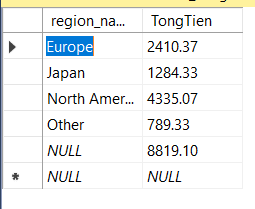 region_na... TongTien
Europe 2410.37
Japan 1284.33
North Amer... 4335.07
Other 789.33
NULL 8819.10
NULL NULL